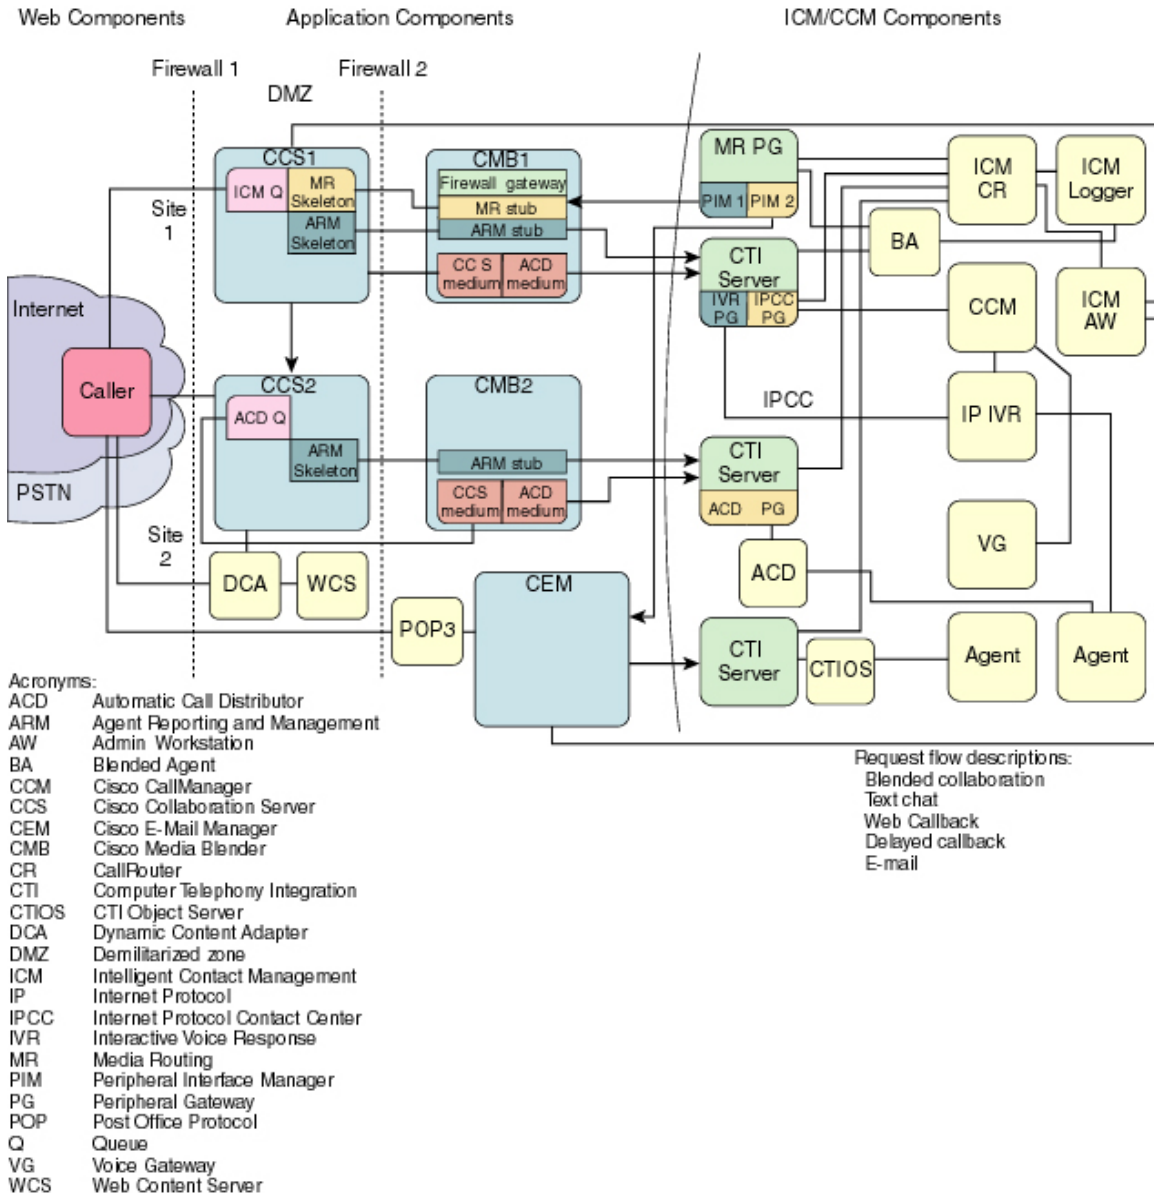 Web Components
Application Components
ICM/CCM Components
Firewall 1
Firewall 2
DMZ
CCS1
ICM Q
MR
Skeleton
ARM
Skeleton
CMB1
Firewall gateway
MR stub
ARM stub
CC S
medium
ACD
medium
MR PG
PIM 1
PIM 2
ICM
CR
ICM
Logger
BA
CTI
Server
IVR
PG
IPCC
PG
CCM
ICM
AW
Site
1
Internet
Caller
PSTN
Site
2
CCS2
ACD Q
ARM
Skeleton
CMB2
ARM stub
CCS
medium
ACD
medium
IPCC
IP IVR
CTI
Server
ACD PG
VG
ACD
DCA
WCS
POP3
CEM
CTI
Server
CTIOS
Agent
Agent
Acronyms:
ACD Automatic Call Distributor
ARM Agent Reporting and Management
AW Admin Workstation
BA Blended Agent
CCM Cisco CallManager
CCS Cisco Collaboration Server
CEM Cisco E-Mail Manager
CMB Cisco Media Blender
CR CallRouter
CTI Computer Telephony Integration
CTIOS CTI Object Server
DCA Dynamic Content Adapter
DMZ Demilitarized zone
ICM Intelligent Contact Management
IP Internet Protocol
IPCC Internet Protocol Contact Center
IVR Interactive Voice Response
MR Media Routing
PIM Peripheral Interface Manager
PG Peripheral Gateway
POP Post Office Protocol
Q Queue
VG Voice Gateway
WCS Web Content Server
Request flow descriptions:
Blended collaboration
Text chat
Web Callback
Delayed callback
E-mail